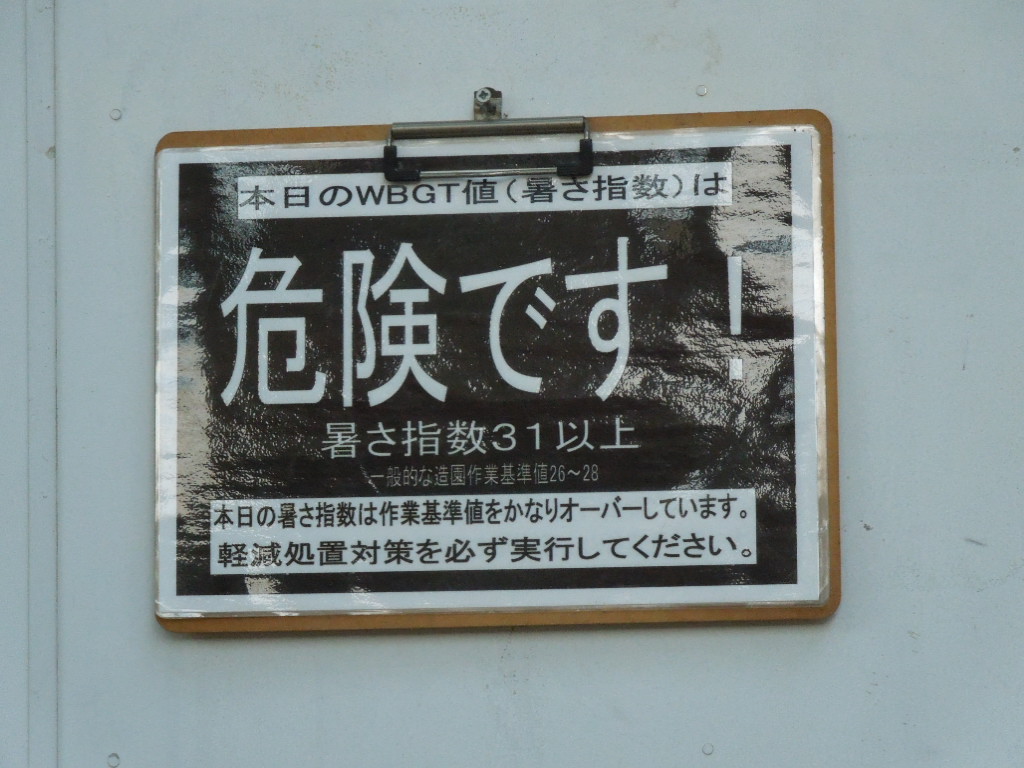 本日のWBGT値(暑さ指数)は
危険です！
暑さ指数３１以上
一般的な造園作業基準値26～28
本日の暑さ指数は作業基準値をかなりオーバーしています。
軽減処置対策を必ず実行してください。